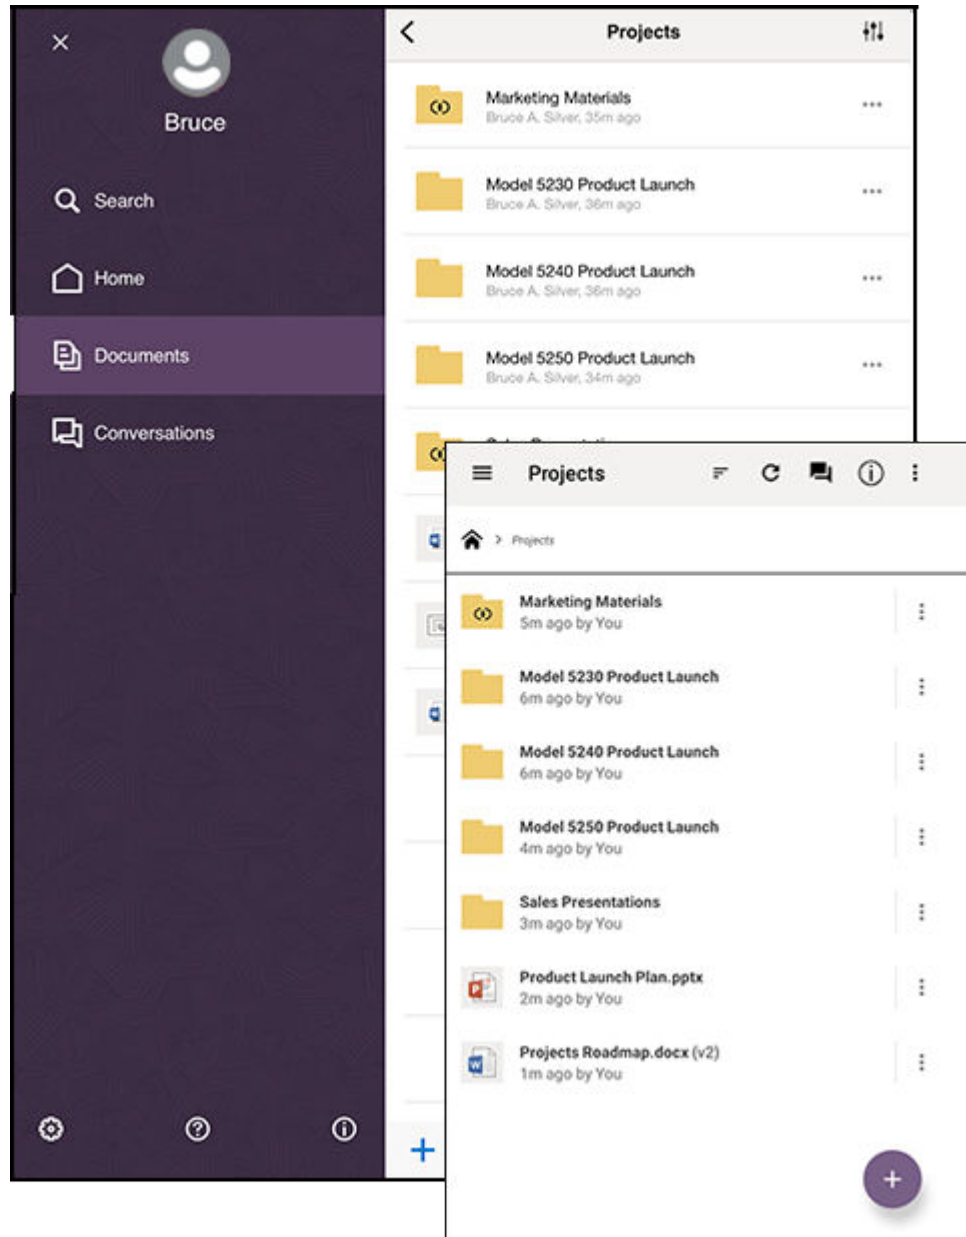 Bruce
Search
Home
Documents
Conversations
Projects
Marketing Materials
Bruce A. Silver, 35m ago
Model 5230 Product Launch
Bruce A. Silver, 36m ago
Model 5240 Product Launch
Bruce A. Silver, 36m ago
Model 5250 Product Launch
Bruce A. Silver, 34m ago
Projects
> Projects
Marketing Materials
5m ago by You
Model 5230 Product Launch
6m ago by You
Model 5240 Product Launch
6m ago by You
Model 5250 Product Launch
4m ago by You
Sales Presentations
3m ago by You
Product Launch Plan.pptx
2m ago by You
Projects Roadmap.docx (v2)
1m ago by You